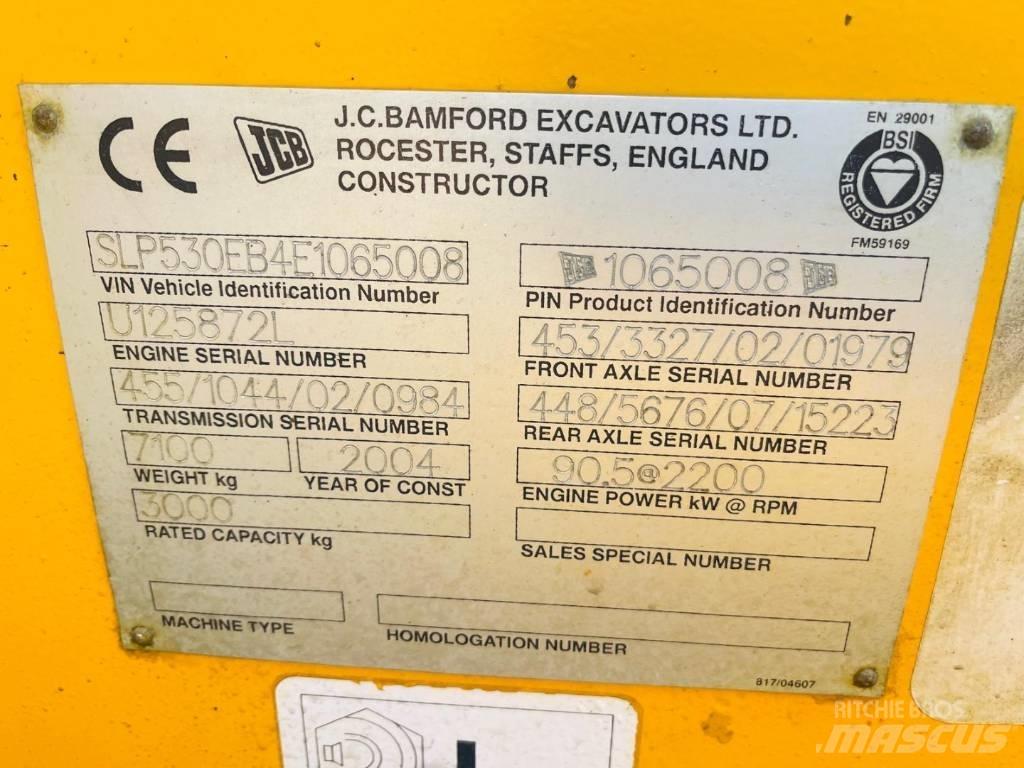 CE
JCB
J.C.BAMFORD EXCAVATORS LTD.
ROCESTER, STAFFS, ENGLAND
CONSTRUCTOR
EN 29001
BSI
REGISTERED FIRM
FM59169
SLP530EB4E1065008
VIN Vehicle Identification Number
JCB 1065008 JCB
PIN Product Identification Number
U125872L
ENGINE SERIAL NUMBER
453/3327/02/01979
FRONT AXLE SERIAL NUMBER
455/1044/02/0984
TRANSMISSION SERIAL NUMBER
448/5676/07/15223
REAR AXLE SERIAL NUMBER
7100
WEIGHT kg
2004
YEAR OF CONST
90.5@2200
ENGINE POWER kW @ RPM
3000
RATED CAPACITY kg
SALES SPECIAL NUMBER
MACHINE TYPE
HOMOLOGATION NUMBER
817/04607
RITCHIE BROS
MASCUS